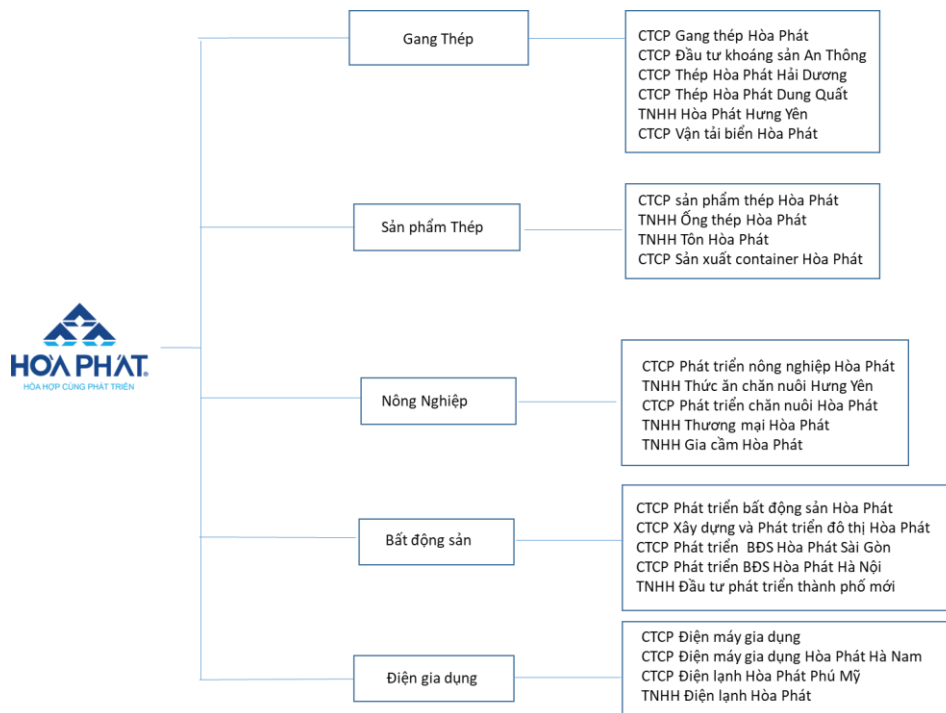 HÒA PHÁT
HÒA HỢP CÙNG PHÁT TRIỂN
Gang Thép
CTCP Gang thép Hòa Phát
CTCP Đầu tư khoáng sản An Thông
CTCP Thép Hòa Phát Hải Dương
CTCP Thép Hòa Phát Dung Quất
TNHH Hòa Phát Hưng Yên
CTCP Vận tải biển Hòa Phát
Sản phẩm Thép
CTCP sản phẩm thép Hòa Phát
TNHH Ống thép Hòa Phát
TNHH Tôn Hòa Phát
CTCP Sản xuất container Hòa Phát
Nông Nghiệp
CTCP Phát triển nông nghiệp Hòa Phát
TNHH Thức ăn chăn nuôi Hưng Yên
CTCP Phát triển chăn nuôi Hòa Phát
TNHH Thương mại Hòa Phát
TNHH Gia cầm Hòa Phát
Bất động sản
CTCP Phát triển bất động sản Hòa Phát
CTCP Xây dựng và Phát triển đô thị Hòa Phát
CTCP Phát triển BĐS Hòa Phát Sài Gòn
CTCP Phát triển BĐS Hòa Phát Hà Nội
TNHH Đầu tư phát triển thành phố mới
Điện gia dụng
CTCP Điện máy gia dụng
CTCP Điện máy gia dụng Hòa Phát Hà Nam
CTCP Điện lạnh Hòa Phát Phú Mỹ
TNHH Điện lạnh Hòa Phát